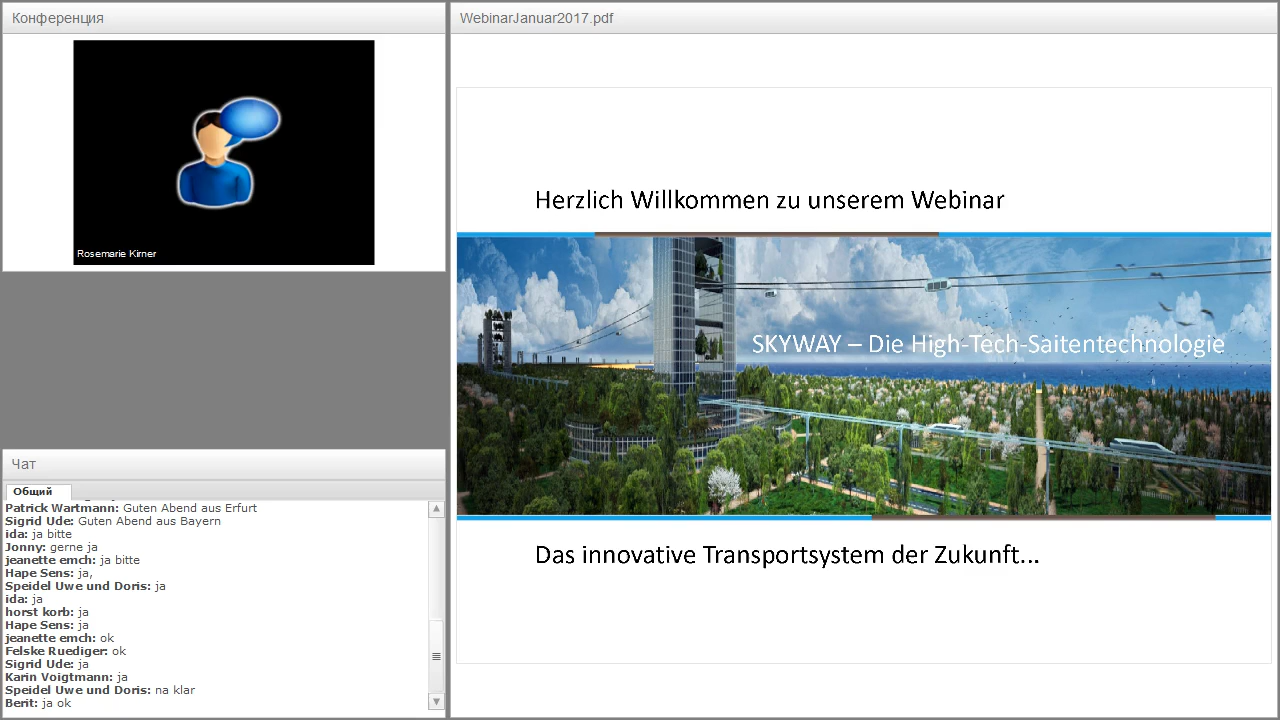 Конференция
Rosemarie Kirner
Чат
Общий
Patrick Wartmann: Guten Abend aus Erfurt
Sigrid Ude: Guten Abend aus Bayern
ida: ja bitte
Jonny: gerne ja
jeanette emch: ja bitte
Hape Sens: ja,
Speidel Uwe und Doris: ja
ida: ja
horst korb: ja
Hape Sens: ja
jeanette emch: ok
Felske Ruediger: ok
Sigrid Ude: ja
Karin Voigtmann: ja
Speidel Uwe und Doris: na klar
Berit: ja ok
WebinarJanuar2017.pdf
Herzlich Willkommen zu unserem Webinar
SKYWAY – Die High-Tech-Saitentechnologie
Das innovative Transportsystem der Zukunft...